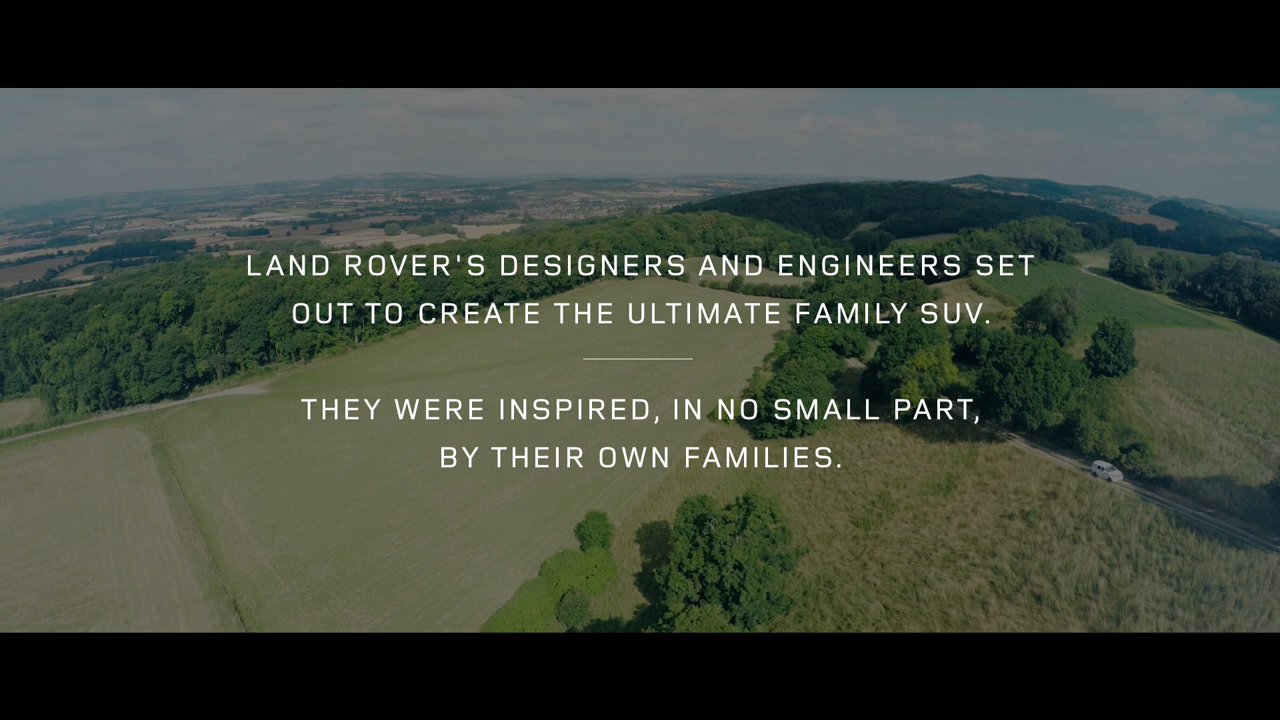 LAND ROVER'S DESIGNERS AND ENGINEERS SET
OUT TO CREATE THE ULTIMATE FAMILY SUV.
THEY WERE INSPIRED, IN NO SMALL PART,
BY THEIR OWN FAMILIES.